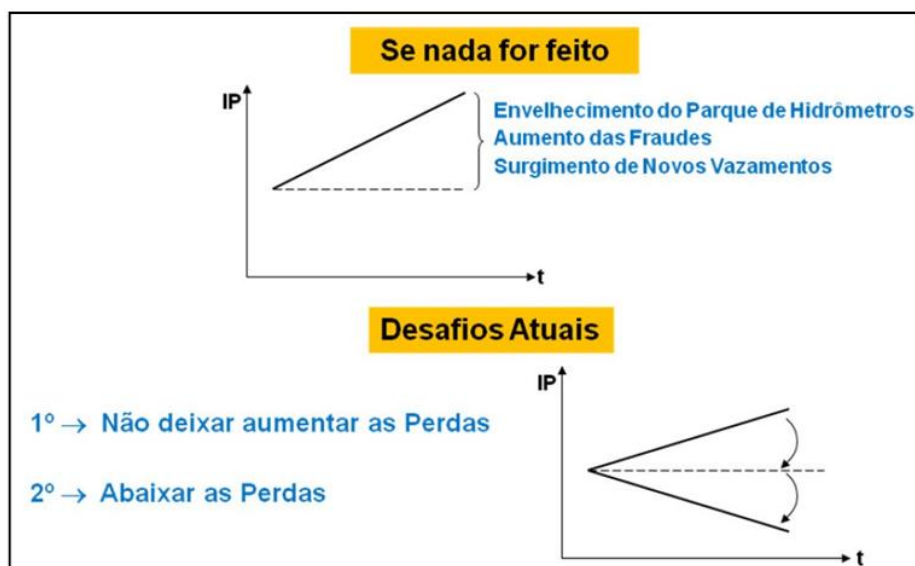 Se nada for feito
IP
Envelhecimento do Parque de Hidrômetros
Aumento das Fraudes
Surgimento de Novos Vazamentos
t
Desafios Atuais
IP
1º → Não deixar aumentar as Perdas
2º → Abaixar as Perdas
t